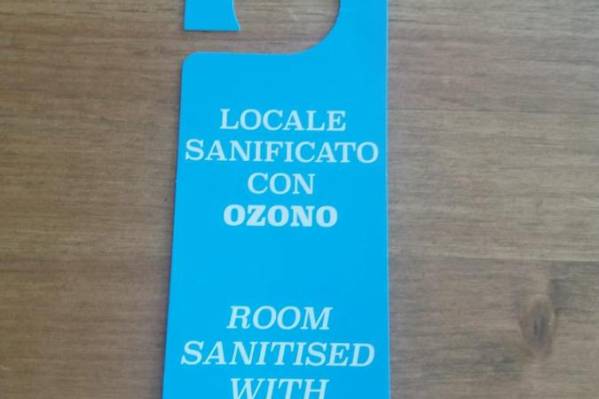 LOCALE
SANIFICATO
CON
OZONO
ROOM
SANITISED
WITH